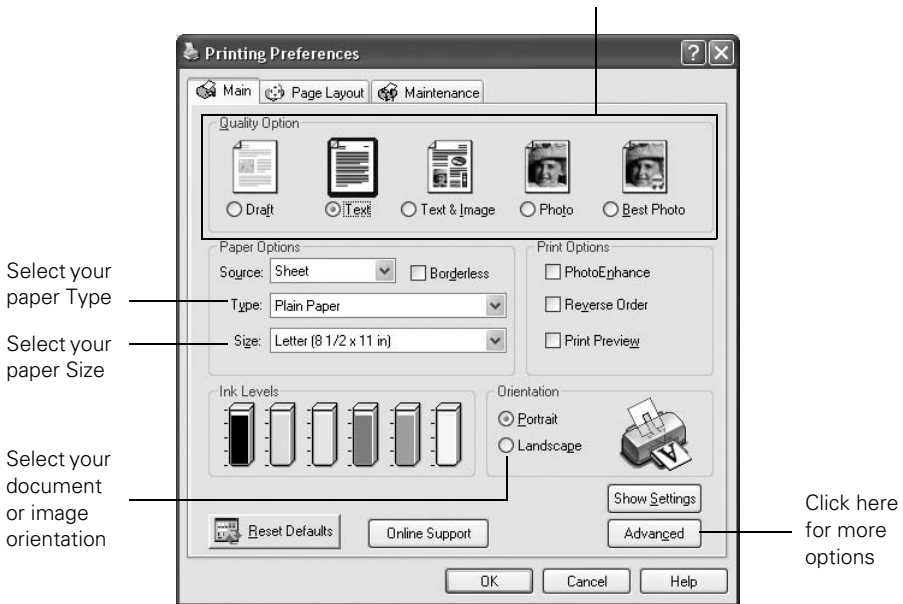 Printing Preferences
Main Page Layout Maintenance
Quality Option
Draft Text Text & Image Photo Best Photo
Paper Options
Source: Sheet Borderless
Type: Plain Paper
Size: Letter (8 1/2 x 11 in)
Print Options
PhotoEnhance
Reverse Order
Print Preview
Select your
paper Type
Select your
paper Size
Ink Levels
Orientation
Portrait
Landscape
A
Select your
document
or image
orientation
Show Settings
Reset Defaults Online Support Advanced
Click here
for more
options
OK Cancel Help